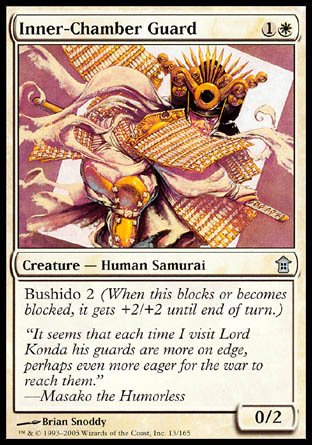 Inner-Chamber Guard 1
Creature — Human Samurai
Bushido 2 (When this blocks or becomes
blocked, it gets +2/+2 until end of turn.)
“It seems that each time I visit Lord
Konda his guards are more on edge,
perhaps even more eager for the war to
reach them.”
—Masako the Humorless
Brian Snoddy
™ & © 1993–2005 Wizards of the Coast, Inc. 13/165
0/2